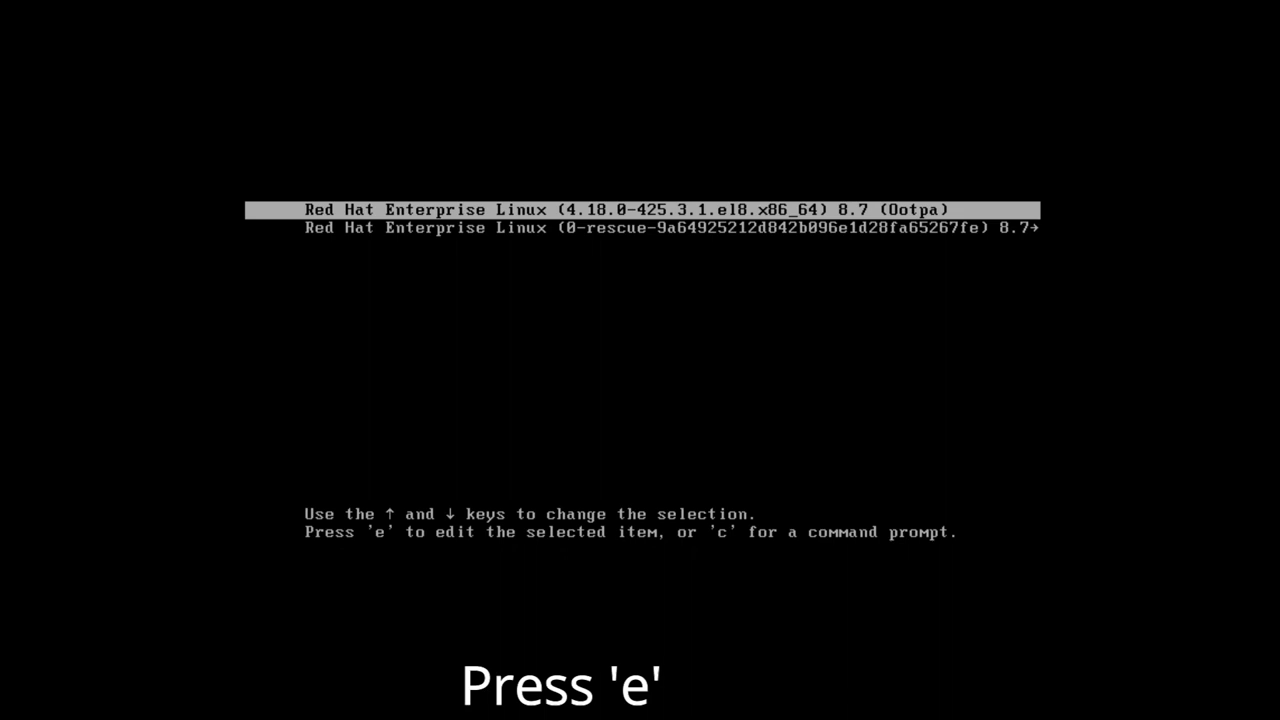 Red Hat Enterprise Linux (4.18.0-425.3.1.el8.x86_64) 8.7 (Ootpa)
Red Hat Enterprise Linux (0-rescue-9a64925212d842b096e1d28fa65267fe) 8.7→
Use the ↑ and ↓ keys to change the selection.
Press 'e' to edit the selected item, or 'c' for a command prompt.
Press 'e'